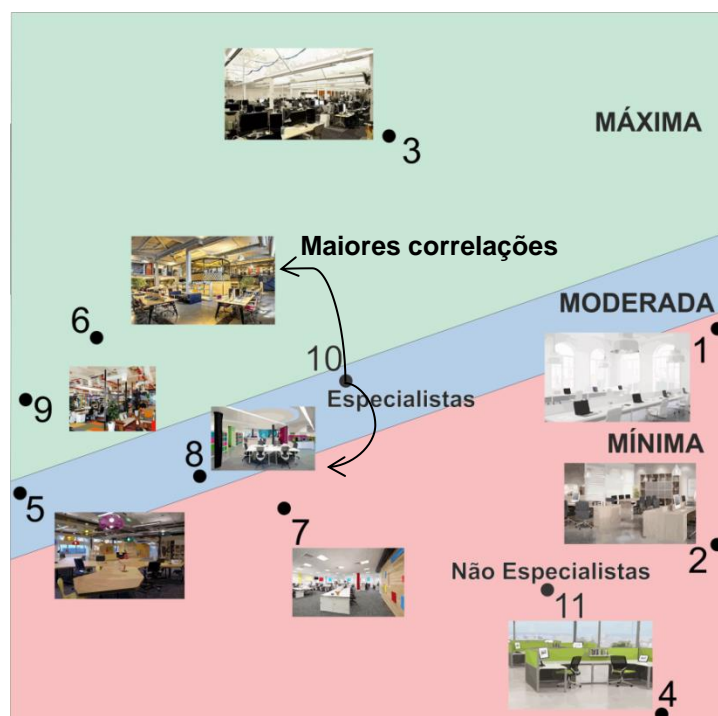 MÁXIMA
3
Maiores correlações
MODERADA
6
1
10
Especialistas
9
MÍNIMA
8
5
7
2
Não Especialistas
11
4